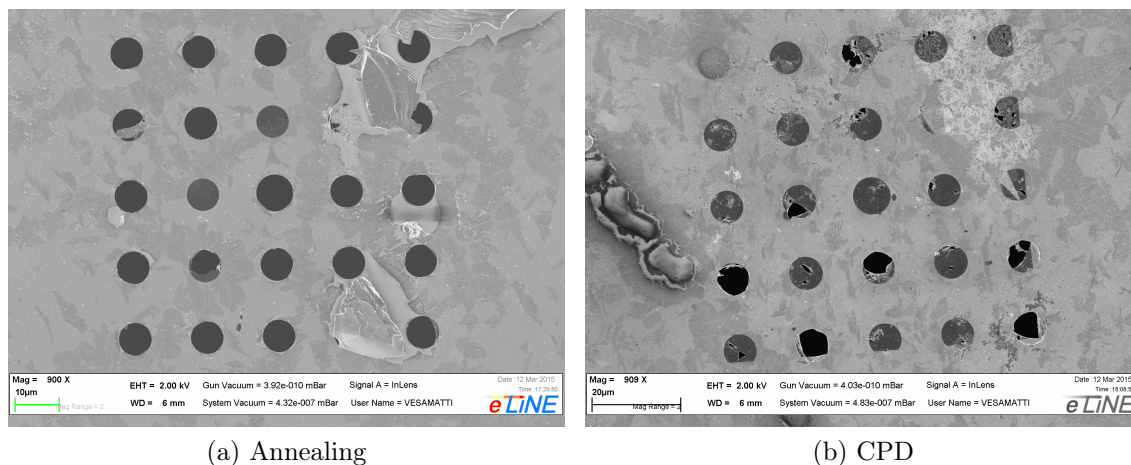 Mag = 900 X
10µm
Mag Range = 2
EHT = 2.00 kV
WD = 6 mm
Gun Vacuum = 3.92e-010 mBar
System Vacuum = 4.32e-007 mBar
Signal A = InLens
User Name = VESAMATTI
Date :12 Mar 2015
Time :17:29:50
eLiNE
Mag = 909 X
20µm
Mag Range = 2
EHT = 2.00 kV
WD = 6 mm
Gun Vacuum = 4.03e-010 mBar
System Vacuum = 4.83e-007 mBar
Signal A = InLens
User Name = VESAMATTI
Date :12 Mar 2015
eLiNE
(a) Annealing
(b) CPD